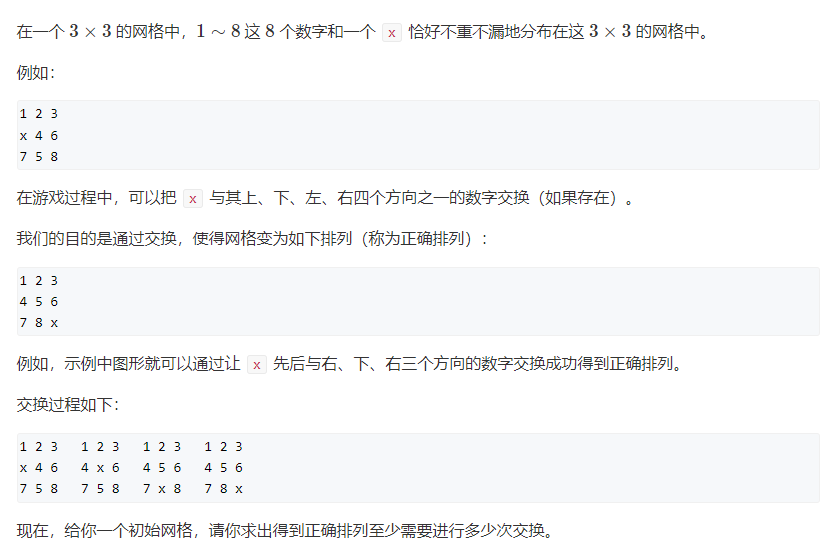 在一个 3 × 3 的网格中，1 ∼ 8 这 8 个数字和一个 x 恰好不重不漏地分布在这 3 × 3 的网格中。
例如：
1 2 3
x 4 6
7 5 8
在游戏过程中，可以把 x 与其上、下、左、右四个方向之一的数字交换（如果存在）。
我们的目的是通过交换，使得网格变为如下排列（称为正确排列）：
1 2 3
4 5 6
7 8 x
例如，示例中图形就可以通过让 x 先后与右、下、右三个方向的数字交换成功得到正确排列。
交换过程如下：
1 2 3   1 2 3   1 2 3   1 2 3
x 4 6   4 x 6   4 5 6   4 5 6
7 5 8   7 5 8   7 x 8   7 8 x
现在，给你一个初始网格，请你求出得到正确排列至少需要进行多少次交换。